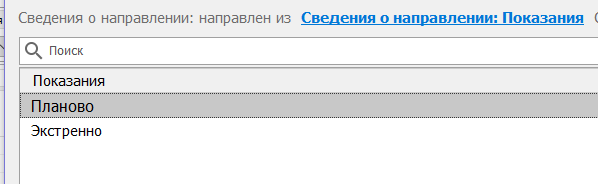 Сведения о направлении: направлен из Сведения о направлении: Показания
Поиск
Показания
Планово
Экстренно